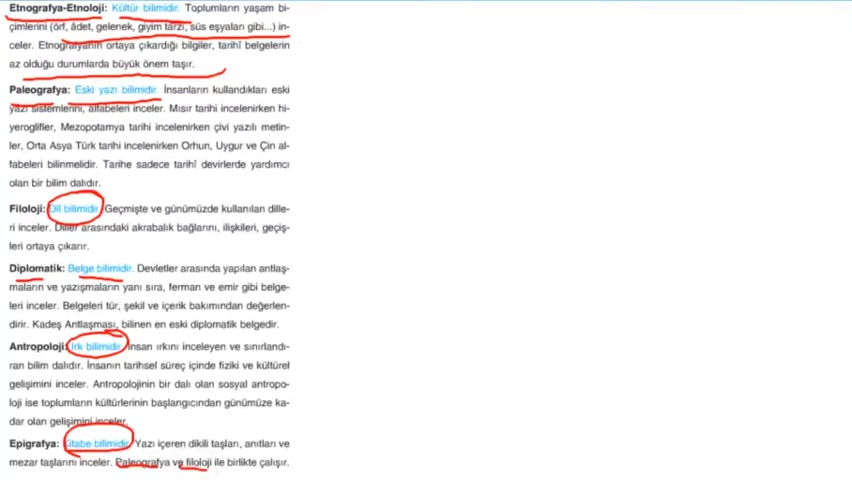 Etnografya-Etnoloji: Kültür bilimidir. Toplumların yaşam bi-
çimlerini (örf, âdet, gelenek, giyim tarzı, süs eşyaları gibi...) in-
celer. Etnografyanın ortaya çıkardığı bilgiler, tarihî belgelerin
az olduğu durumlarda büyük önem taşır.
Paleografya: Eski yazı bilimidir. İnsanların kullandıkları eski
yazı sistemlerini, alfabeleri inceler. Mısır tarihi incelenirken hi-
yeroglifler, Mezopotamya tarihi incelenirken çivi yazılı metin-
ler, Orta Asya Türk tarihi incelenirken Orhun, Uygur ve Çin al-
fabeleri bilinmelidir. Tarihe sadece tarihî devirlerde yardımcı
olan bir bilim dalıdır.
Filoloji: Dil bilimidir. Geçmişte ve günümüzde kullanılan dille-
ri inceler. Diller arasındaki akrabalık bağlarını, ilişkileri, geçiş-
leri ortaya çıkarır.
Diplomatik: Belge bilimidir. Devletler arasında yapılan antlaş-
maların ve yazışmaların yanı sıra, ferman ve emir gibi belge-
leri inceler. Belgeleri tür, şekil ve içerik bakımından değerlen-
dirir. Kadeş Antlaşması, bilinen en eski diplomatik belgedir.
Antropoloji: Irk bilimidir. İnsan ırkını inceleyen ve sınırlandı-
ran bilim dalıdır. İnsanın tarihsel süreç içinde fiziki ve kültürel
gelişimini inceler. Antropolojinin bir dalı olan sosyal antropo-
loji ise toplumların kültürlerinin başlangıcından günümüze ka-
dar olan gelişimini inceler.
Epigrafya: Kitabe bilimidir. Yazı içeren dikili taşları, anıtları ve
mezar taşlarını inceler. Paleografya ve filoloji ile birlikte çalışır.